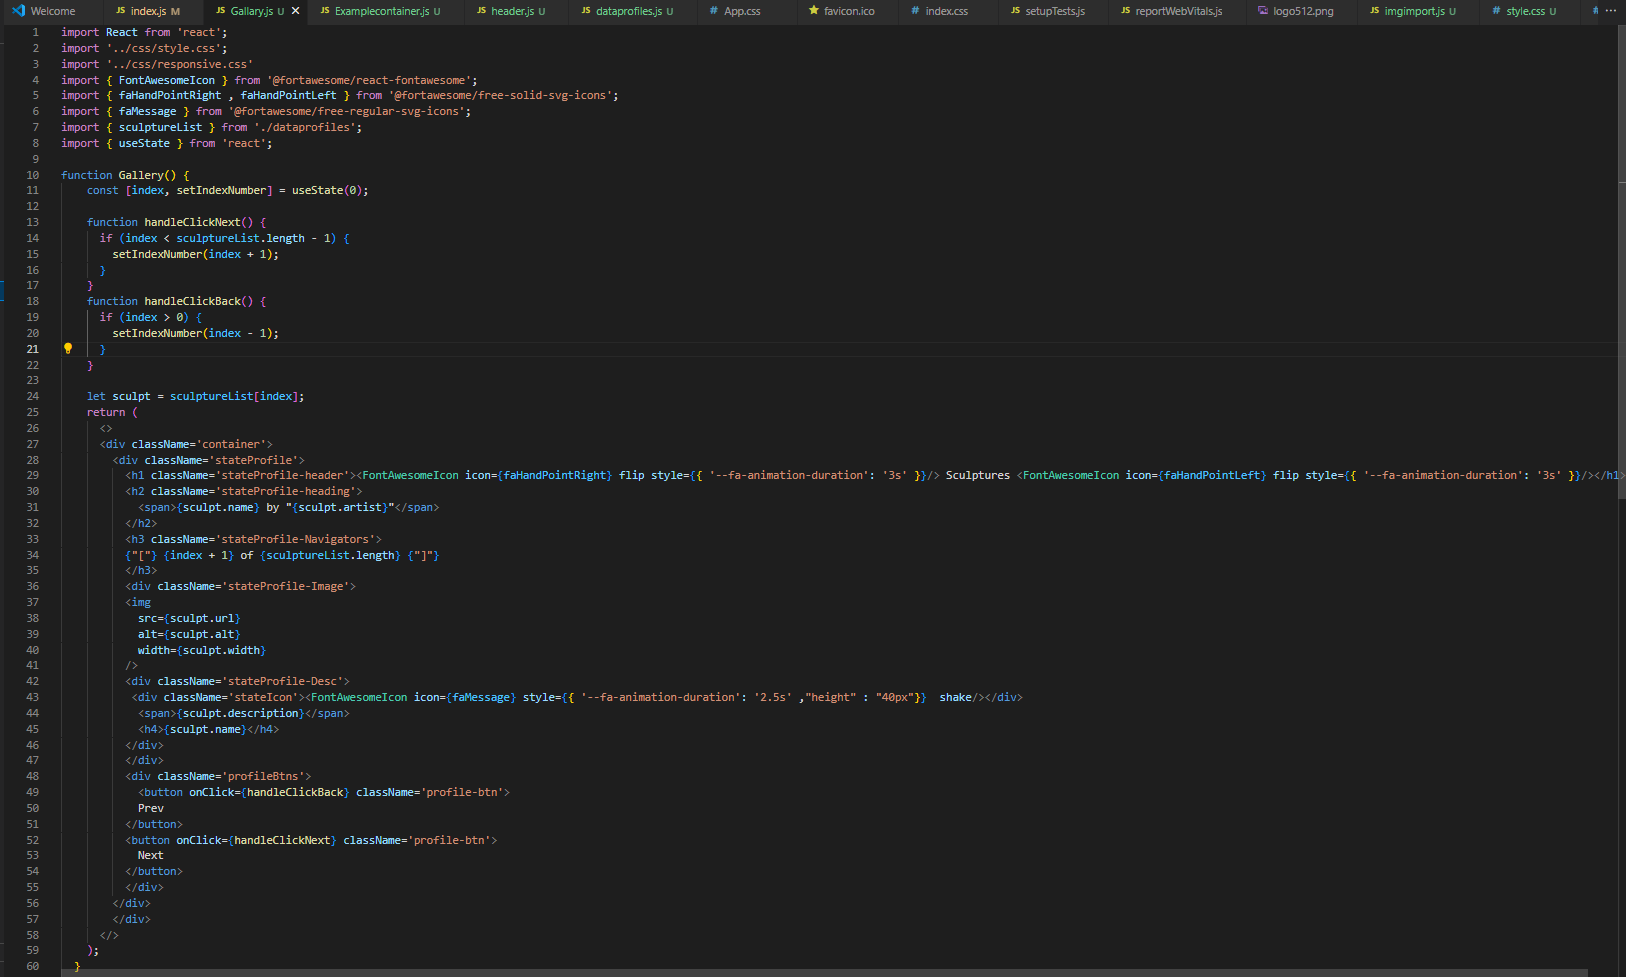 Welcome JS index.js M JS Gallary.js U × JS Examplecontainer.js U JS header.js U JS dataprofiles.js U # App.css favicon.ico # index.css JS setupTests.js JS reportWebVitals.js logo512.png JS imgimport.js U # style.css U # ...
1 import React from 'react';
2 import '../css/style.css';
3 import '../css/responsive.css'
4 import { FontAwesomeIcon } from '@fortawesome/react-fontawesome';
5 import { faHandPointRight , faHandPointLeft } from '@fortawesome/free-solid-svg-icons';
6 import { faMessage } from '@fortawesome/free-regular-svg-icons';
7 import { sculptureList } from './dataprofiles';
8 import { useState } from 'react';
9
10 function Gallery() {
11 const [index, setIndexNumber] = useState(0);
12
13 function handleClickNext() {
14 if (index < sculptureList.length - 1) {
15 setIndexNumber(index + 1);
16 }
17 }
18 function handleClickBack() {
19 if (index > 0) {
20 setIndexNumber(index - 1);
21 }
22 }
23
24 let sculpt = sculptureList[index];
25 return (
26 <>
27 <div className='container'>
28 <div className='stateProfile'>
29 <h1 className='stateProfile-header'><FontAwesomeIcon icon={faHandPointRight} flip style={{ '--fa-animation-duration': '3s' }}/> Sculptures <FontAwesomeIcon icon={faHandPointLeft} flip style={{ '--fa-animation-duration': '3s' }}/></h1>
30 <h2 className='stateProfile-heading'>
31 <span>{sculpt.name} by "{sculpt.artist}"</span>
32 </h2>
33 <h3 className='stateProfile-Navigators'>
34 {"["} {index + 1} of {sculptureList.length} {"]"}
35 </h3>
36 <div className='stateProfile-Image'>
37 <img
38 src={sculpt.url}
39 alt={sculpt.alt}
40 width={sculpt.width}
41 />
42 <div className='stateProfile-Desc'>
43 <div className='stateIcon'><FontAwesomeIcon icon={faMessage} style={{ '--fa-animation-duration': '2.5s' ,"height" : "40px"}}  shake/></div>
44 <span>{sculpt.description}</span>
45 <h4>{sculpt.name}</h4>
46 </div>
47 </div>
48 <div className='profileBtns'>
49 <button onClick={handleClickBack} className='profile-btn'>
50 Prev
51 </button>
52 <button onClick={handleClickNext} className='profile-btn'>
53 Next
54 </button>
55 </div>
56 </div>
57 </div>
58 </>
59 );
60 }